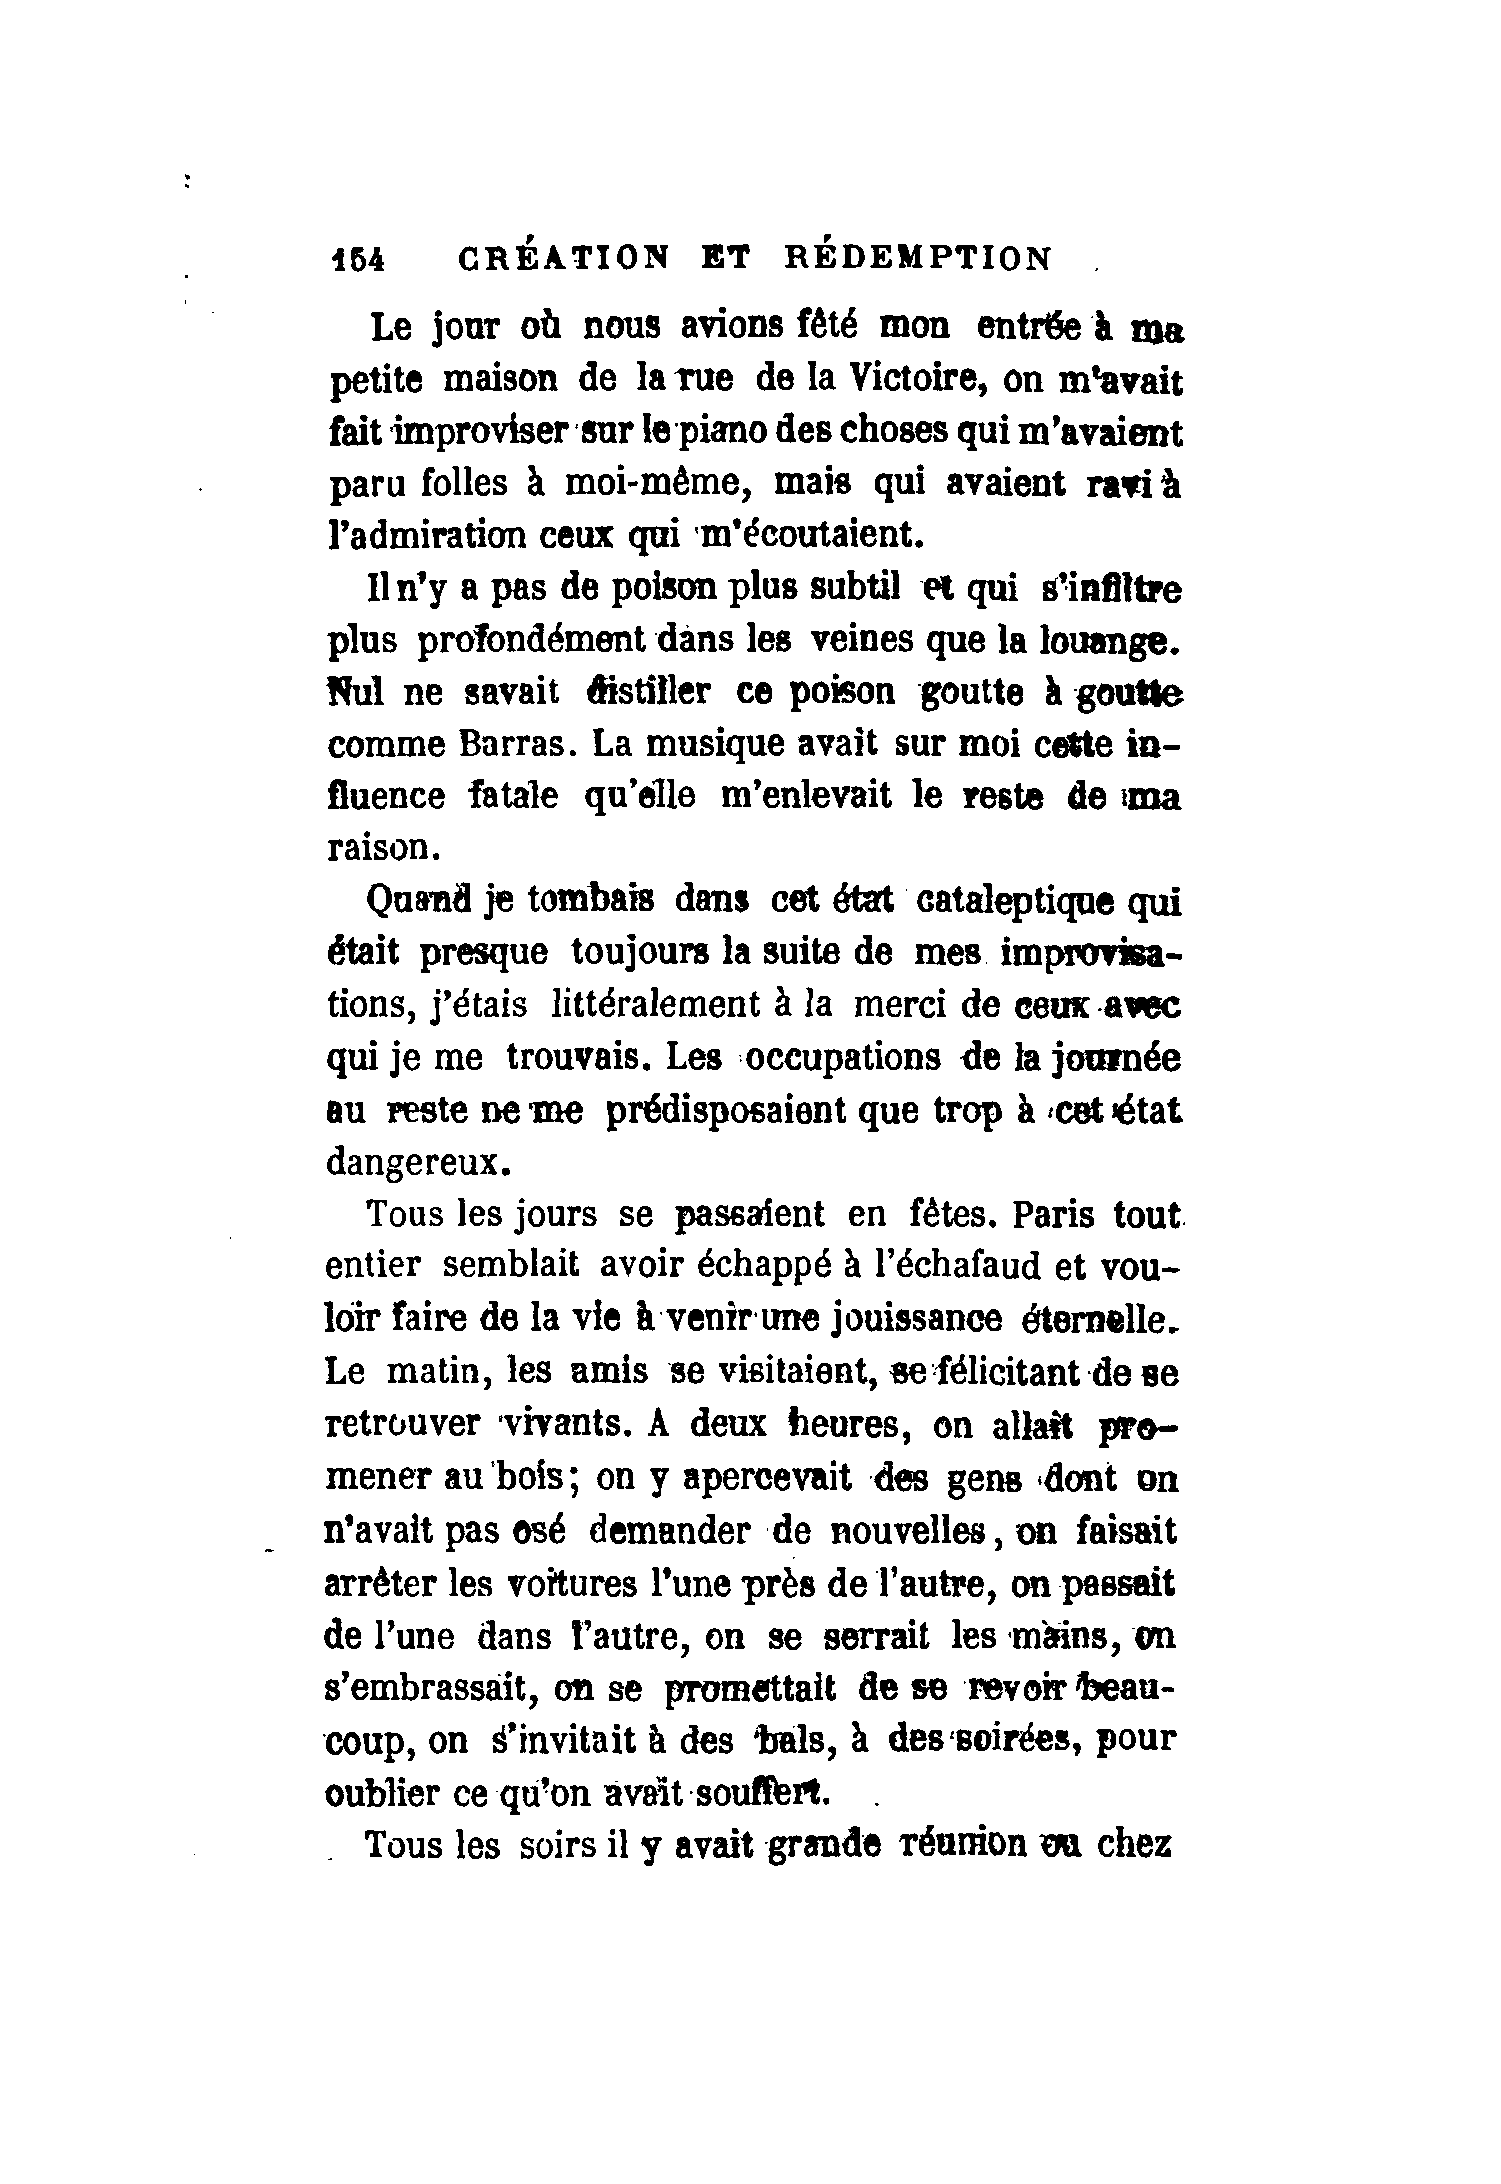 154 CRÉATION ET RÉDEMPTION
Le jour où nous avions fêté mon entrée à ma
petite maison de la rue de la Victoire, on m'avait
fait improviser sur le piano des choses qui m'avaient
paru folles à moi-même, mais qui avaient ravi à
l'admiration ceux qui m'écoutaient.
Il n'y a pas de poison plus subtil et qui s'infiltre
plus profondément dans les veines que la louange.
Nul ne savait distiller ce poison goutte à goutte
comme Barras. La musique avait sur moi cette in-
fluence fatale qu'elle m'enlevait le reste de ma
raison.
Quand je tombais dans cet état cataleptique qui
était presque toujours la suite de mes improvisa-
tions, j'étais littéralement à la merci de ceux avec
qui je me trouvais. Les occupations de la journée
au reste ne me prédisposaient que trop à cet état
dangereux.
Tous les jours se passaient en fêtes. Paris tout
entier semblait avoir échappé à l'échafaud et vou-
loir faire de la vie à venir une jouissance éternelle.
Le matin, les amis se visitaient, se félicitant de se
retrouver vivants. A deux heures, on allait pro-
mener au bois; on y apercevait des gens dont on
n'avait pas osé demander de nouvelles, on faisait
arrêter les voitures l'une près de l'autre, on passait
de l'une dans l'autre, on se serrait les mains, on
s'embrassait, on se promettait de se revoir beau-
coup, on s'invitait à des bals, à des soirées, pour
oublier ce qu'on avait souffert.
Tous les soirs il y avait grande réunion ou chez